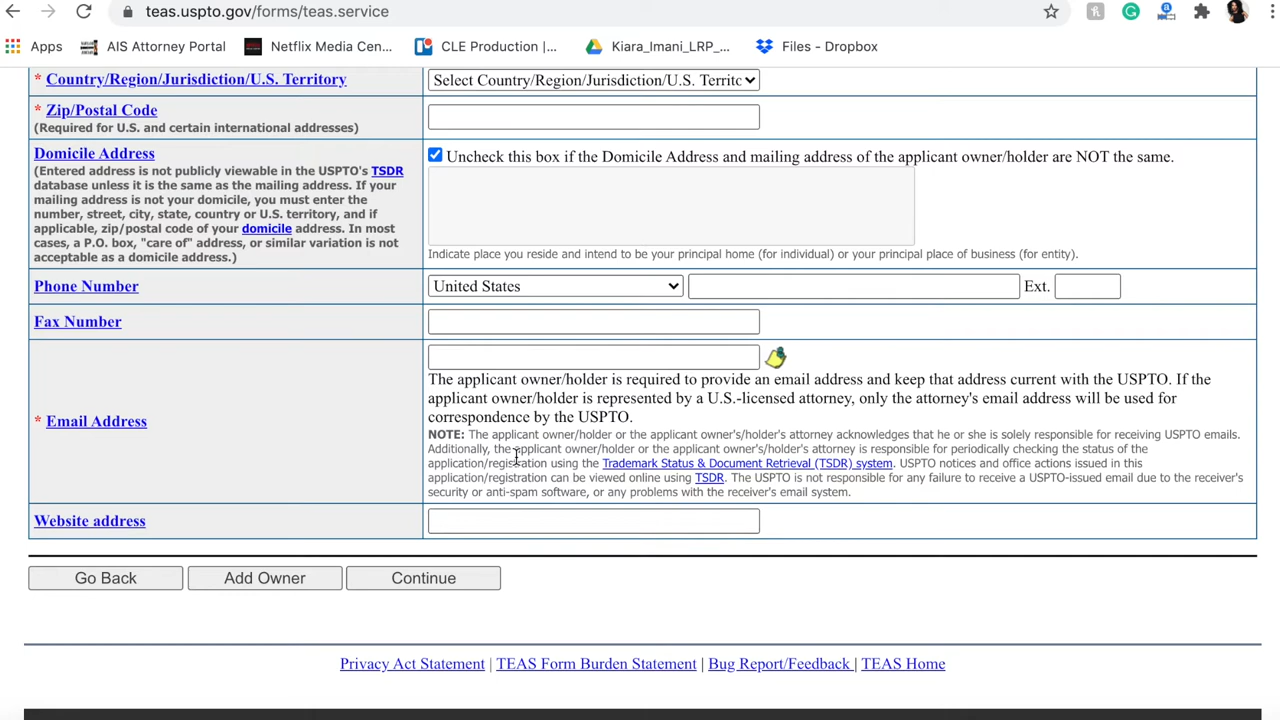 teas.uspto.gov/forms/teas.service
Apps AIS Attorney Portal Netflix Media Cen... CLE Production |... Kiara_Imani_LRP_... Files - Dropbox
* Country/Region/Jurisdiction/U.S. Territory
Select Country/Region/Jurisdiction/U.S. Territc
* Zip/Postal Code
(Required for U.S. and certain international addresses)
Domicile Address
(Entered address is not publicly viewable in the USPTO's TSDR
database unless it is the same as the mailing address. If your
mailing address is not your domicile, you must enter the
number, street, city, state, country or U.S. territory, and if
applicable, zip/postal code of your domicile address. In most
cases, a P.O. box, "care of" address, or similar variation is not
acceptable as a domicile address.)
Uncheck this box if the Domicile Address and mailing address of the applicant owner/holder are NOT the same.
Indicate place you reside and intend to be your principal home (for individual) or your principal place of business (for entity).
Phone Number
United States Ext.
Fax Number
* Email Address
The applicant owner/holder is required to provide an email address and keep that address current with the USPTO. If the
applicant owner/holder is represented by a U.S.-licensed attorney, only the attorney's email address will be used for
correspondence by the USPTO.
NOTE: The applicant owner/holder or the applicant owner's/holder's attorney acknowledges that he or she is solely responsible for receiving USPTO emails.
Additionally, the applicant owner/holder or the applicant owner's/holder's attorney is responsible for periodically checking the status of the
application/registration using the Trademark Status & Document Retrieval (TSDR) system. USPTO notices and office actions issued in this
application/registration can be viewed online using TSDR. The USPTO is not responsible for any failure to receive a USPTO-issued email due to the receiver's
security or anti-spam software, or any problems with the receiver's email system.
Website address
Go Back Add Owner Continue
Privacy Act Statement | TEAS Form Burden Statement | Bug Report/Feedback | TEAS Home